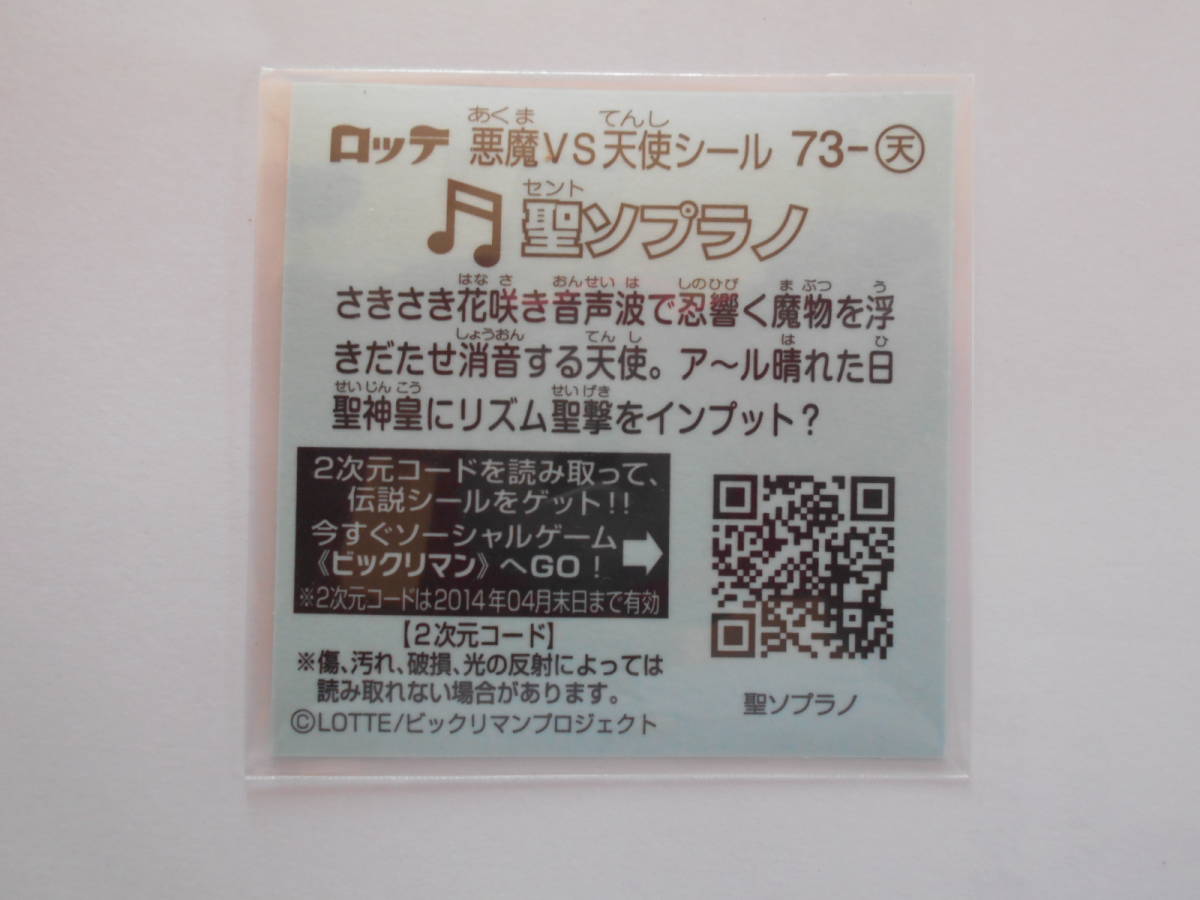 あくま てんし
ロッテ 悪魔VS天使シール 73-㊝
セント
聖ソプラノ
はな さ おんせい は しのひび ま ぶつ う
さきさき花咲き音声波で忍響く魔物を浮
しょうおん てん し は ひ
きだたせ消音する天使。ア〜ル晴れた日
せいじんこう せいげき
聖神皇にリズム聖撃をインプット?
2次元コードを読み取って、
伝説シールをゲット!!
今すぐソーシャルゲーム
《ビックリマン》へGO!
※2次元コードは2014年04月末日まで有効
【2次元コード】
※傷、汚れ、破損、光の反射によっては
読み取れない場合があります。
©LOTTE/ビックリマンプロジェクト
聖ソプラノ